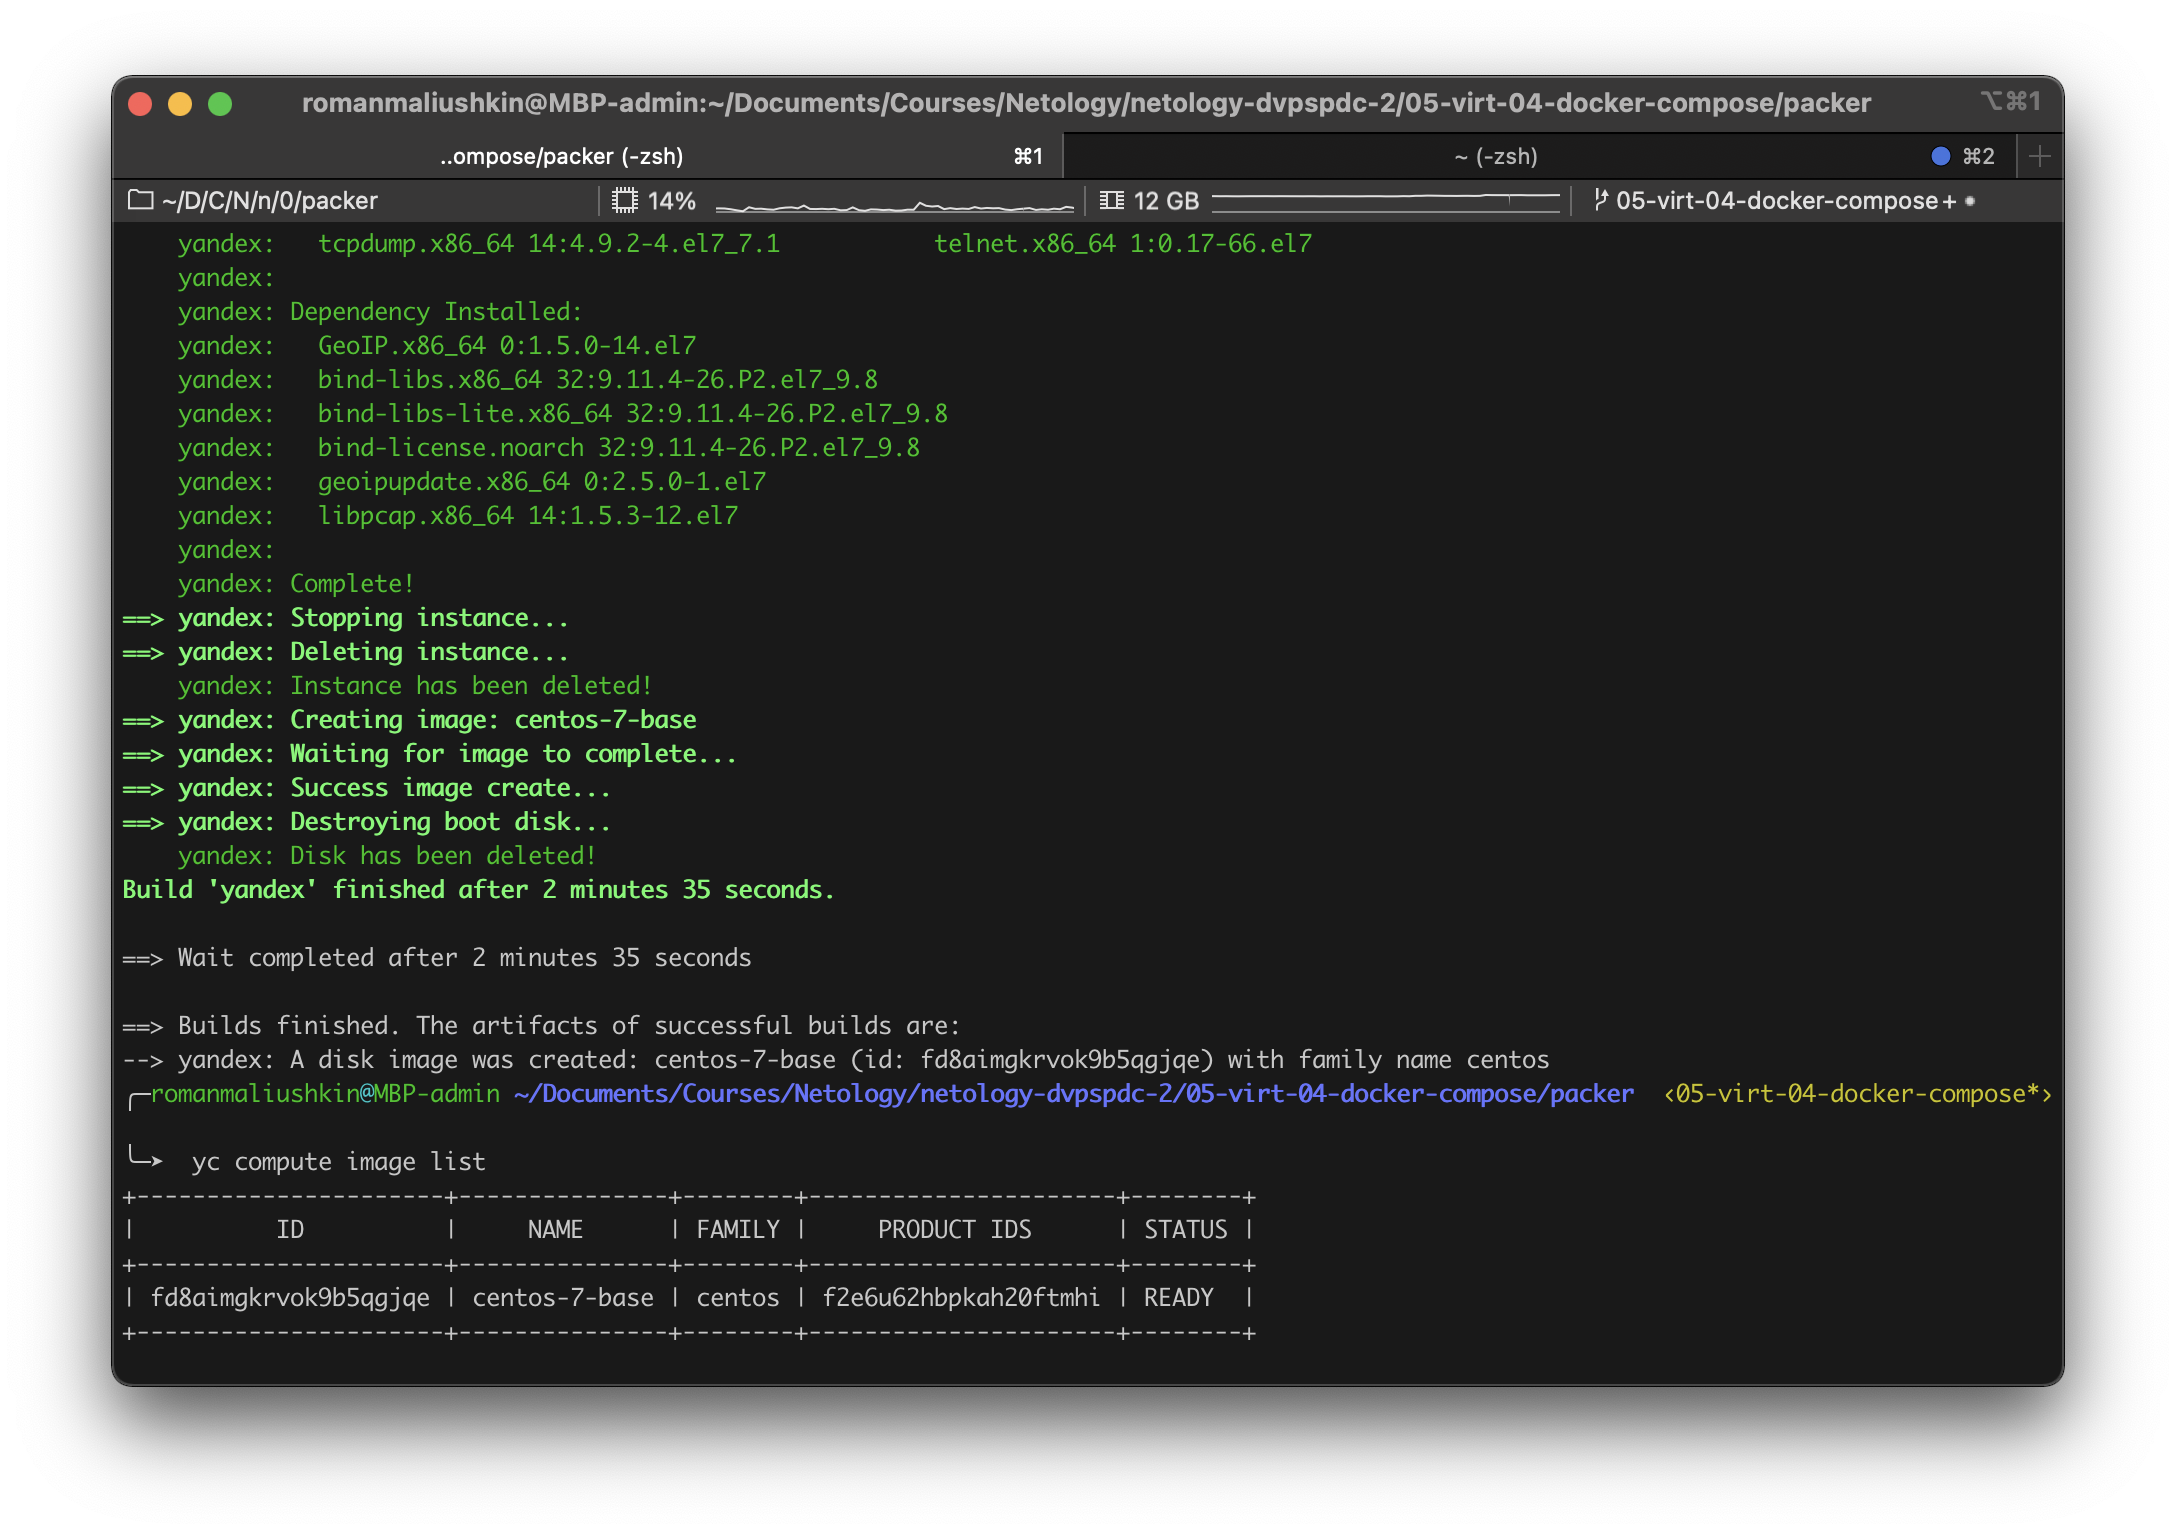 romanmaliushkin@MBP-admin:~/Documents/Courses/Netology/netology-dvpspdc-2/05-virt-04-docker-compose/packer ⌥⌘1
..ompose/packer (-zsh) ⌘1 ~ (-zsh) ⌘2 +
~/D/C/N/n/0/packer 14% 12 GB 05-virt-04-docker-compose+ •
    yandex:   tcpdump.x86_64 14:4.9.2-4.el7_7.1           telnet.x86_64 1:0.17-66.el7
    yandex:
    yandex: Dependency Installed:
    yandex:   GeoIP.x86_64 0:1.5.0-14.el7
    yandex:   bind-libs.x86_64 32:9.11.4-26.P2.el7_9.8
    yandex:   bind-libs-lite.x86_64 32:9.11.4-26.P2.el7_9.8
    yandex:   bind-license.noarch 32:9.11.4-26.P2.el7_9.8
    yandex:   geoipupdate.x86_64 0:2.5.0-1.el7
    yandex:   libpcap.x86_64 14:1.5.3-12.el7
    yandex:
    yandex: Complete!
==> yandex: Stopping instance...
==> yandex: Deleting instance...
    yandex: Instance has been deleted!
==> yandex: Creating image: centos-7-base
==> yandex: Waiting for image to complete...
==> yandex: Success image create...
==> yandex: Destroying boot disk...
    yandex: Disk has been deleted!
Build 'yandex' finished after 2 minutes 35 seconds.
==> Wait completed after 2 minutes 35 seconds
==> Builds finished. The artifacts of successful builds are:
--> yandex: A disk image was created: centos-7-base (id: fd8aimgkrvok9b5qgjqe) with family name centos
╭─romanmaliushkin@MBP-admin ~/Documents/Courses/Netology/netology-dvpspdc-2/05-virt-04-docker-compose/packer  ‹05-virt-04-docker-compose*›
╰─➤  yc compute image list
+----------------------+---------------+--------+----------------------+--------+
|          ID          |     NAME      | FAMILY |     PRODUCT IDS      | STATUS |
+----------------------+---------------+--------+----------------------+--------+
| fd8aimgkrvok9b5qgjqe | centos-7-base | centos | f2e6u62hbpkah20ftmhi | READY  |
+----------------------+---------------+--------+----------------------+--------+